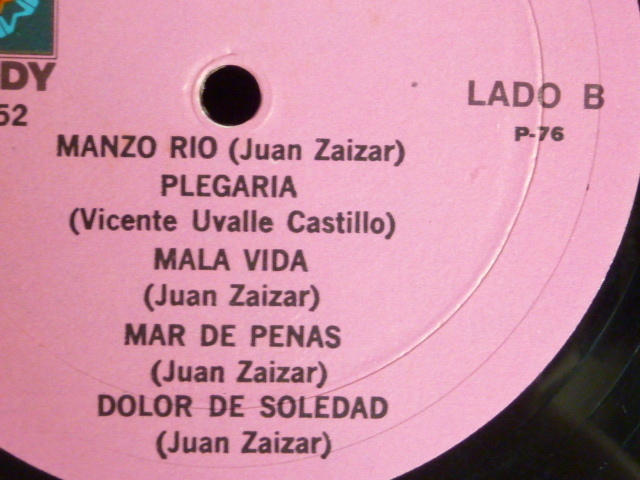 DY
52
LADO B
P-76
MANZO RIO (Juan Zaizar)
PLEGARIA
(Vicente Uvalle Castillo)
MALA VIDA
(Juan Zaizar)
MAR DE PENAS
(Juan Zaizar)
DOLOR DE SOLEDAD
(Juan Zaizar)